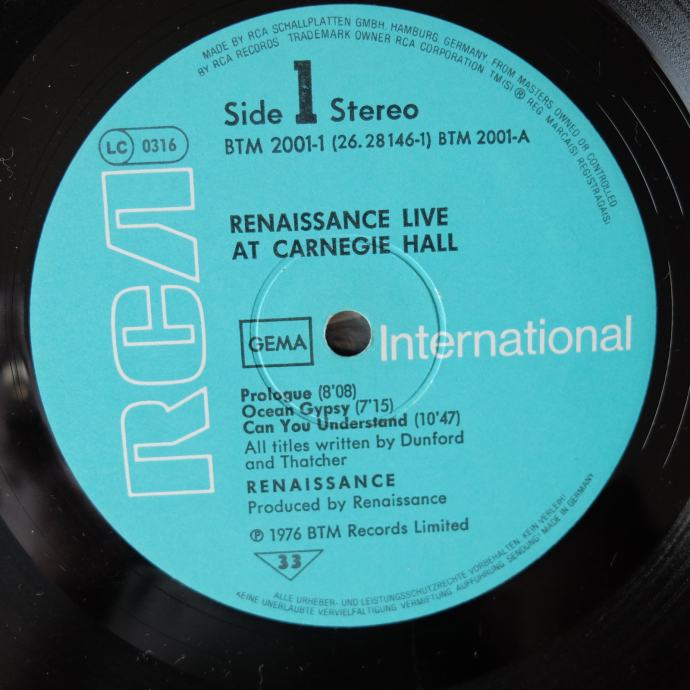 MADE BY RCA SCHALLPLATTEN GMBH, HAMBURG, GERMANY FROM MASTERS OWNED OR CONTROLLED
BY RCA RECORDS TRADEMARK OWNER RCA CORPORATION TM(S) ® REG. MARCA(S) REGISTRADA(S)
Side 1 Stereo
LC 0316
BTM 2001-1 (26.28146-1) BTM 2001-A
RCA
RENAISSANCE LIVE
AT CARNEGIE HALL
GEMA
International
Prologue (8'08)
Ocean Gypsy (7'15)
Can You Understand (10'47)
All titles written by Dunford
and Thatcher
RENAISSANCE
Produced by Renaissance
℗ 1976 BTM Records Limited
33
ALLE URHEBER- UND LEISTUNGSSCHUTZRECHTE VORBEHALTEN. KEIN VERLEIH!
KEINE UNERLAUBTE VERVIELFÄLTIGUNG VERMIETUNG AUFFÜHRUNG SENDUNG! MADE IN GERMANY